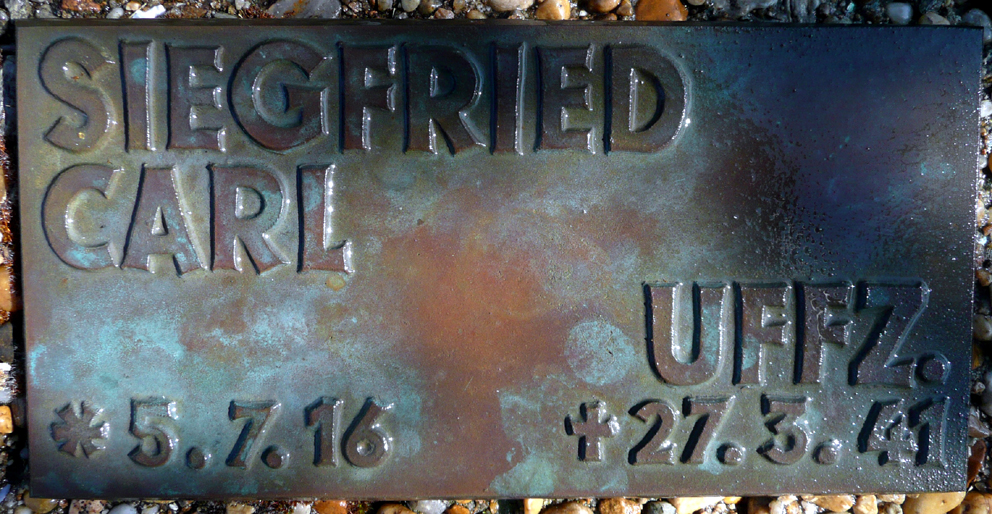 SIEGFRIED
CARL
UFFZ.
* 5.7.16 † 27.3.41